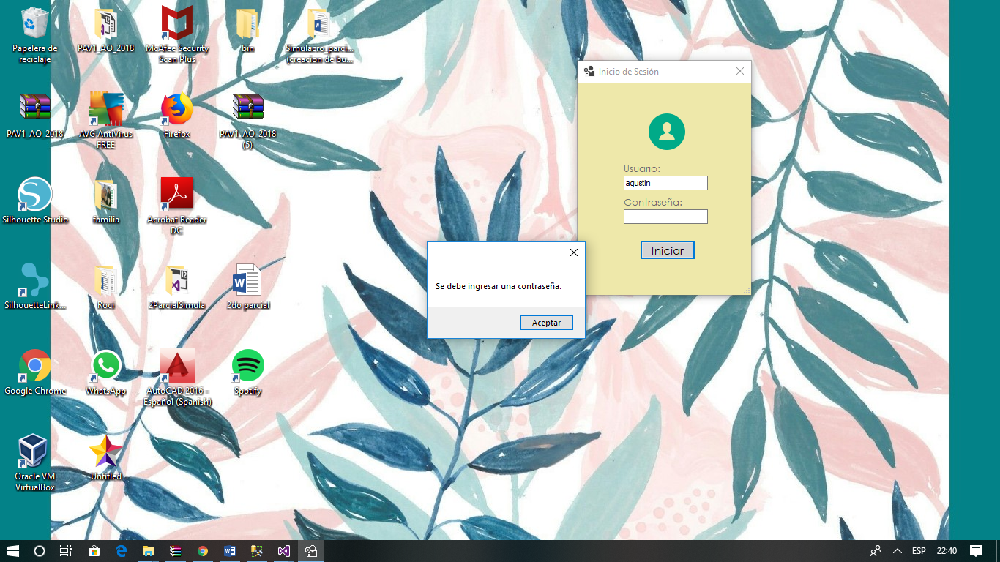 Papelera de
reciclaje
PAV1_AO_2018
McAfee Security
Scan Plus
bin
Simulacro_parci...
(creacion de bu...
PAV1_AO_2018
AVG AntiVirus
FREE
Firefox
PAV1_AO_2018
(5)
Silhouette Studio
familia
Acrobat Reader
DC
SilhouetteLink...
Roci
2ParcialSimula
2do parcial
Google Chrome
WhatsApp
AutoCAD 2016 -
Español (Spanish)
Spotify
Oracle VM
VirtualBox
Untitled
Inicio de Sesión
Usuario:
agustin
Contraseña:
Iniciar
Se debe ingresar una contraseña.
Aceptar
ESP
22:40